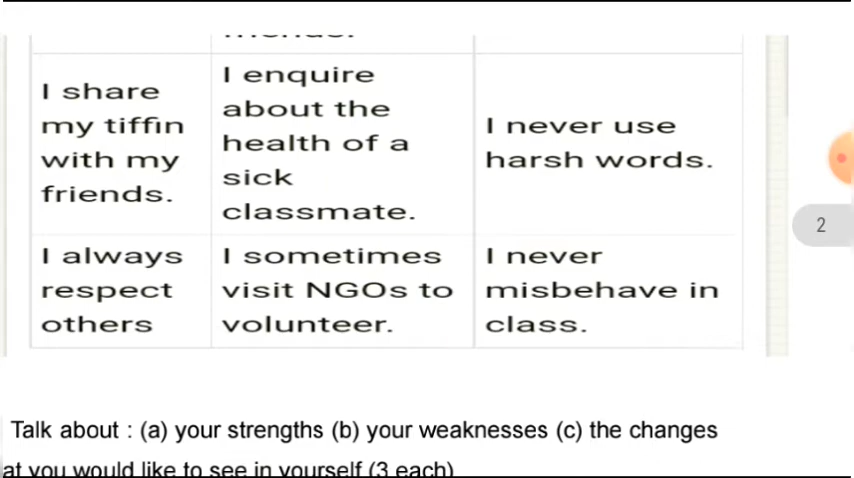 I share
my tiffin
with my
friends.
I enquire
about the
health of a
sick
classmate.
I never use
harsh words.
I always
respect
others
I sometimes
visit NGOs to
volunteer.
I never
misbehave in
class.
2
Talk about : (a) your strengths (b) your weaknesses (c) the changes
at you would like to see in yourself (3 each)